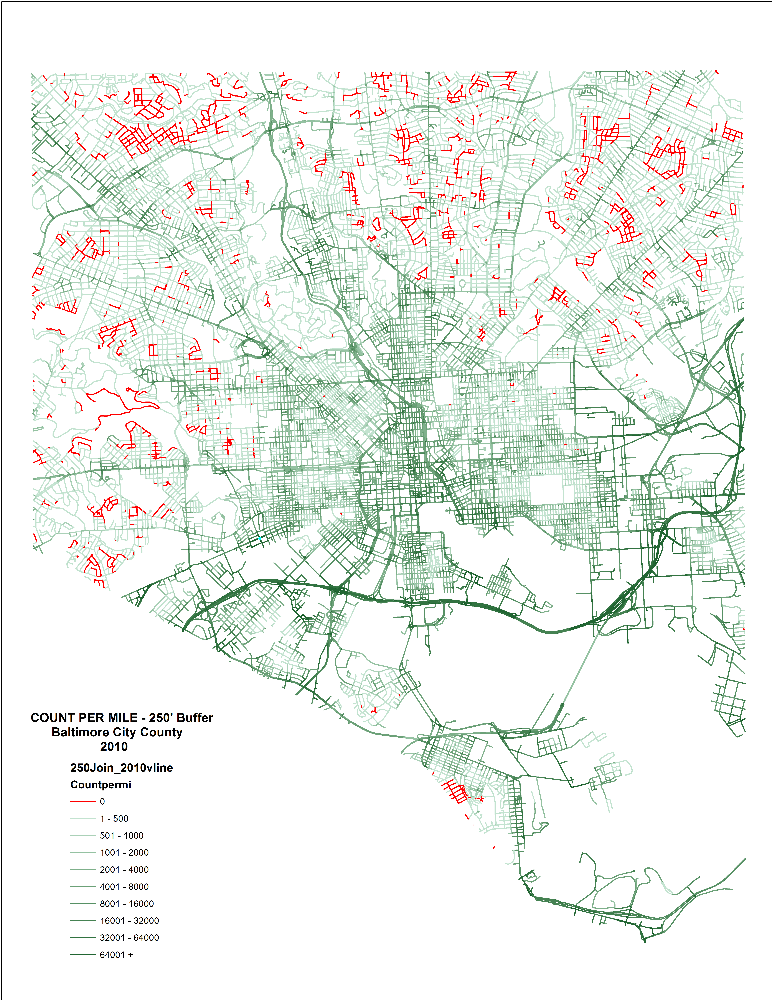 COUNT PER MILE - 250' Buffer
Baltimore City County
2010
250Join_2010vline
Countpermi
0
1 - 500
501 - 1000
1001 - 2000
2001 - 4000
4001 - 8000
8001 - 16000
16001 - 32000
32001 - 64000
64001 +